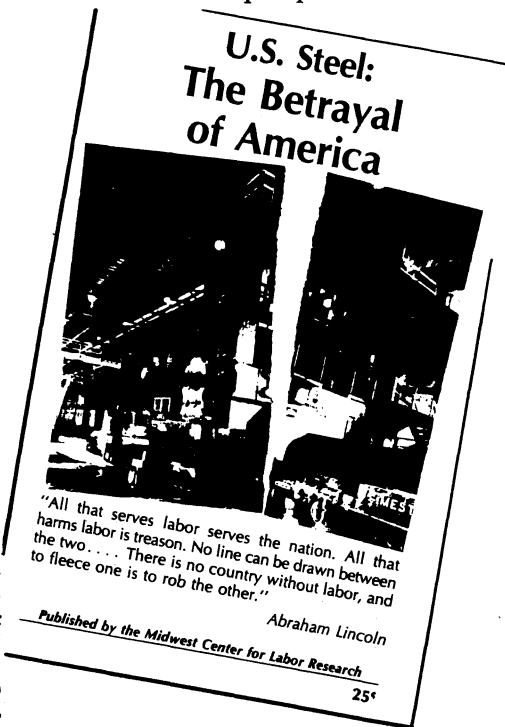 U.S. Steel:
The Betrayal
of America
SIMEST
"All that serves labor serves the nation. All that
harms labor is treason. No line can be drawn between
the two.... There is no country without labor, and
to fleece one is to rob the other."
Abraham Lincoln
Published by the Midwest Center for Labor Research
25¢